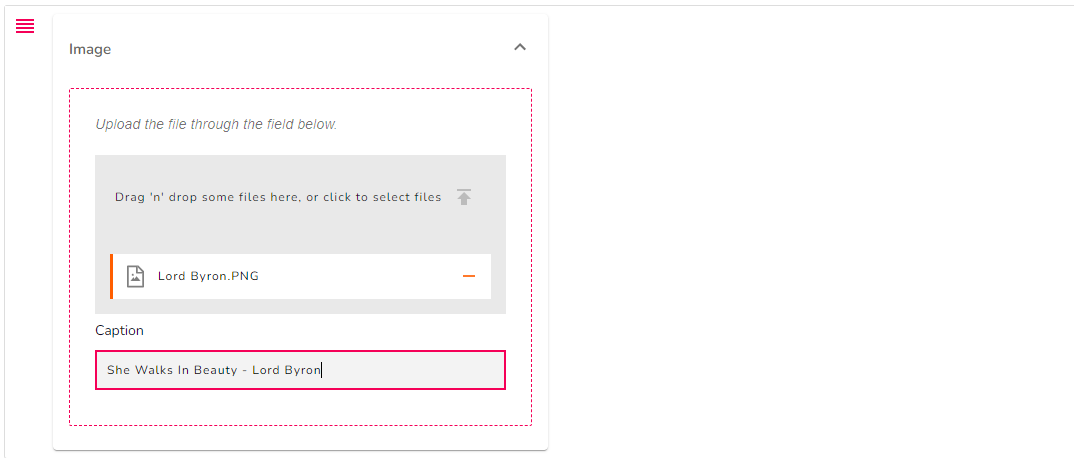 Image
Upload the file through the field below.
Drag 'n' drop some files here, or click to select files
Lord Byron.PNG
Caption
She Walks In Beauty - Lord Byron